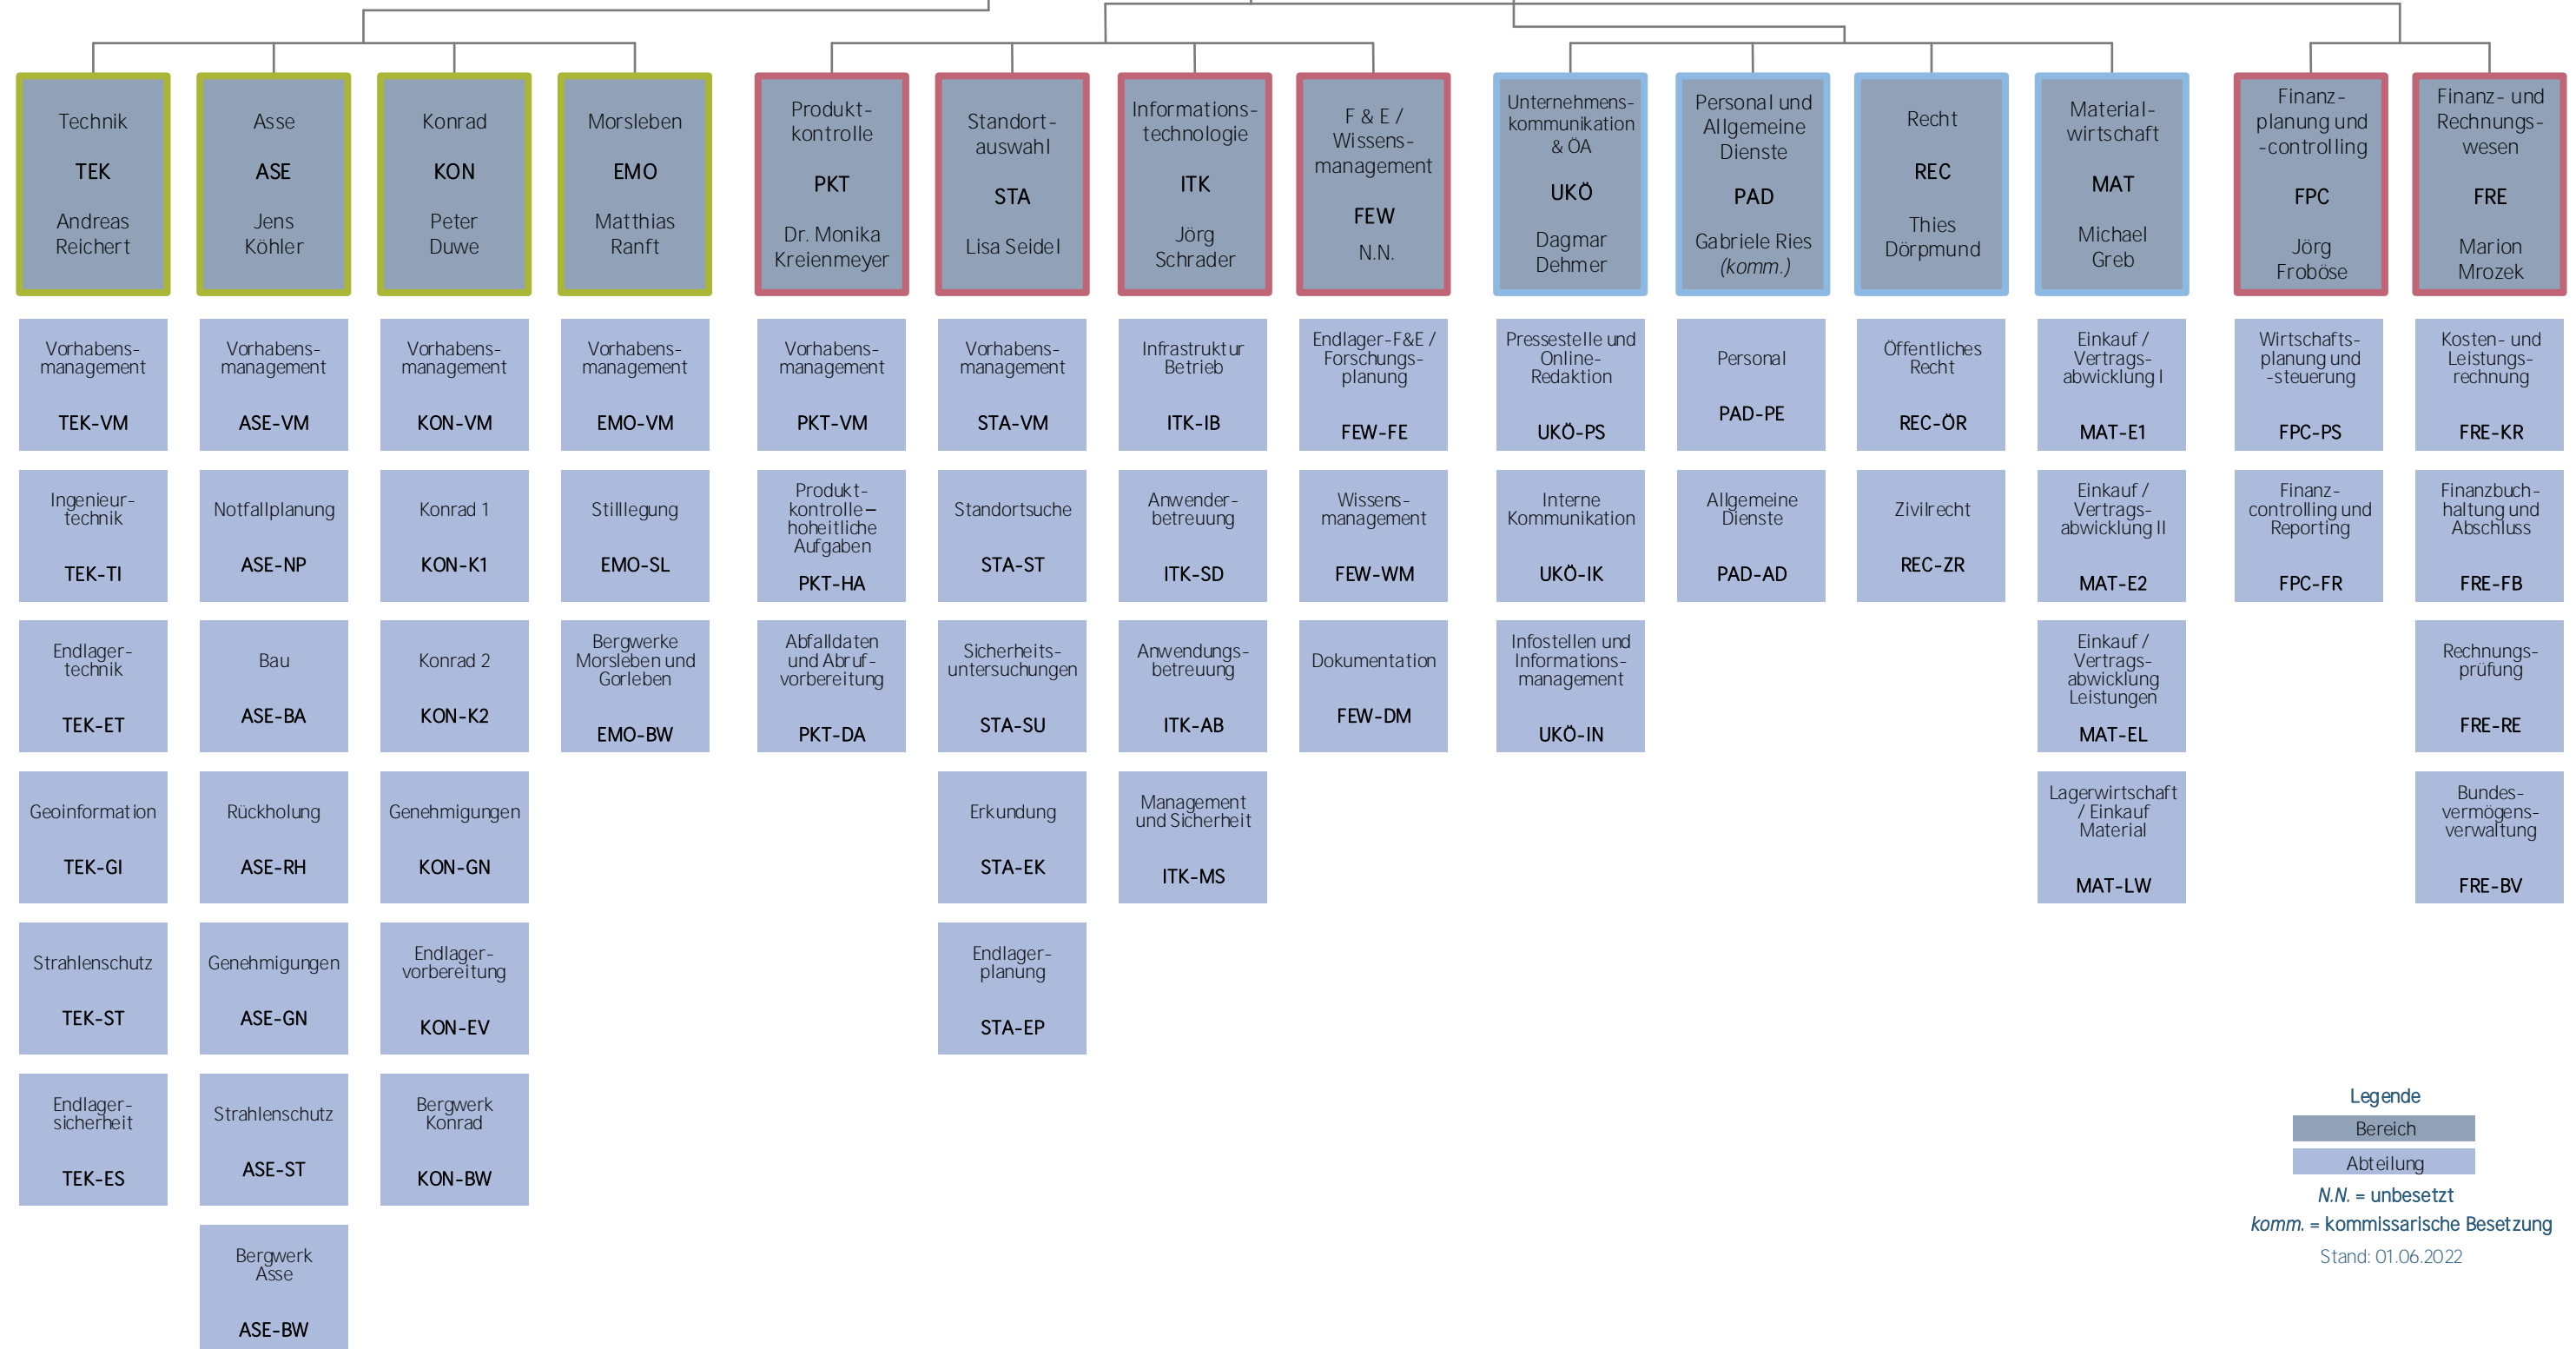 Technik
TEK
Andreas
Reichert
Asse
ASE
Jens
Köhler
Konrad
KON
Peter
Duwe
Morsleben
EMO
Matthias
Ranft
Produkt-
kontrolle
PKT
Dr. Monika
Kreienmeyer
Standort-
auswahl
STA
Lisa Seidel
Informations-
technologie
ITK
Jörg
Schrader
F & E /
Wissens-
management
FEW
N.N.
Unternehmens-
kommunikation
& ÖA
UKÖ
Dagmar
Dehmer
Personal und
Allgemeine
Dienste
PAD
Gabriele Ries
(komm.)
Recht
REC
Thies
Dörpmund
Material-
wirtschaft
MAT
Michael
Greb
Finanz-
planung und
-controlling
FPC
Jörg
Froböse
Finanz- und
Rechnungs-
wesen
FRE
Marion
Mrozek
Vorhabens-
management
TEK-VM
Vorhabens-
management
ASE-VM
Vorhabens-
management
KON-VM
Vorhabens-
management
EMO-VM
Vorhabens-
management
PKT-VM
Vorhabens-
management
STA-VM
Infrastruktur
Betrieb
ITK-IB
Endlager-F&E /
Forschungs-
planung
FEW-FE
Pressestelle und
Online-
Redaktion
UKÖ-PS
Personal
PAD-PE
Öffentliches
Recht
REC-ÖR
Einkauf /
Vertrags-
abwicklung I
MAT-E1
Wirtschafts-
planung und
-steuerung
FPC-PS
Kosten- und
Leistungs-
rechnung
FRE-KR
Ingenieur-
technik
TEK-TI
Notfallplanung
ASE-NP
Konrad 1
KON-K1
Stilllegung
EMO-SL
Produkt-
kontrolle –
hoheitliche
Aufgaben
PKT-HA
Standortsuche
STA-ST
Anwender-
betreuung
ITK-SD
Wissens-
management
FEW-WM
Interne
Kommunikation
UKÖ-IK
Allgemeine
Dienste
PAD-AD
Zivilrecht
REC-ZR
Einkauf /
Vertrags-
abwicklung II
MAT-E2
Finanz-
controlling und
Reporting
FPC-FR
Finanzbuch-
haltung und
Abschluss
FRE-FB
Endlager-
technik
TEK-ET
Bau
ASE-BA
Konrad 2
KON-K2
Bergwerke
Morsleben und
Gorleben
EMO-BW
Abfalldaten
und Abruf-
vorbereitung
PKT-DA
Sicherheits-
untersuchungen
STA-SU
Anwendungs-
betreuung
ITK-AB
Dokumentation
FEW-DM
Infostellen und
Informations-
management
UKÖ-IN
Einkauf /
Vertrags-
abwicklung
Leistungen
MAT-EL
Rechnungs-
prüfung
FRE-RE
Geoinformation
TEK-GI
Rückholung
ASE-RH
Genehmigungen
KON-GN
Erkundung
STA-EK
Management
und Sicherheit
ITK-MS
Lagerwirtschaft
/ Einkauf
Material
MAT-LW
Bundes-
vermögens-
verwaltung
FRE-BV
Strahlenschutz
TEK-ST
Genehmigungen
ASE-GN
Endlager-
vorbereitung
KON-EV
Endlager-
planung
STA-EP
Endlager-
sicherheit
TEK-ES
Strahlenschutz
ASE-ST
Bergwerk
Konrad
KON-BW
Bergwerk
Asse
ASE-BW
Legende
Bereich
Abteilung
N.N. = unbesetzt
komm. = kommissarische Besetzung
Stand: 01.06.2022